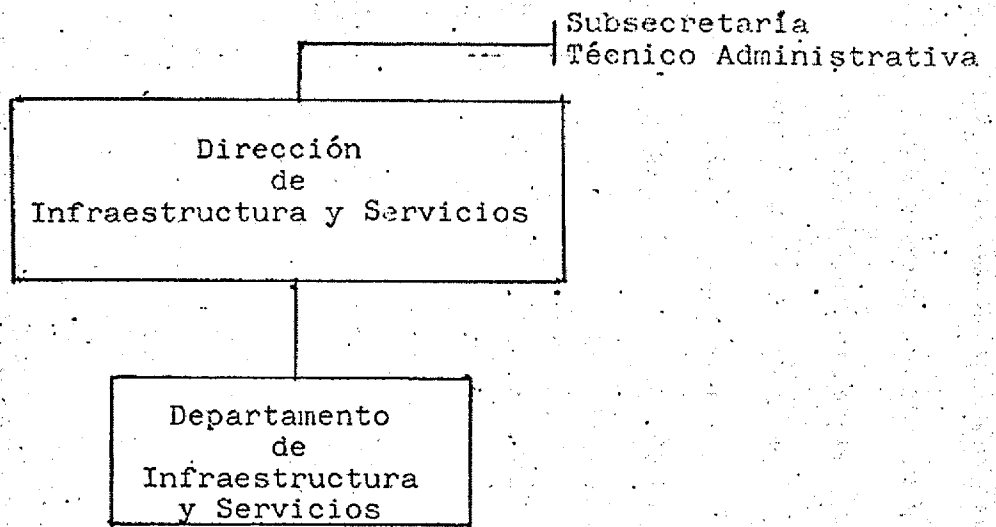 Subsecretaría
Técnico Administrativa
Dirección
de
Infraestructura y Servicios
Departamento
de
Infraestructura
y Servicios